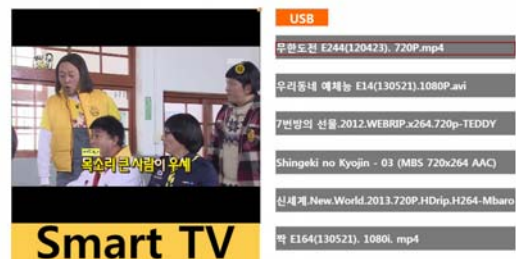 목소리 큰 사람이 우세
Smart TV
USB
무한도전 E244(120423). 720P.mp4
우리동네 예체능 E14(130521).1080P.avi
7번방의 선물.2012.WEBRIP.x264.720p-TEDDY
Shingeki no Kyojin - 03 (MBS 720x264 AAC)
신세계.New.World.2013.720P.HDrip.H264-Mbaro
짝 E164(130521). 1080i. mp4